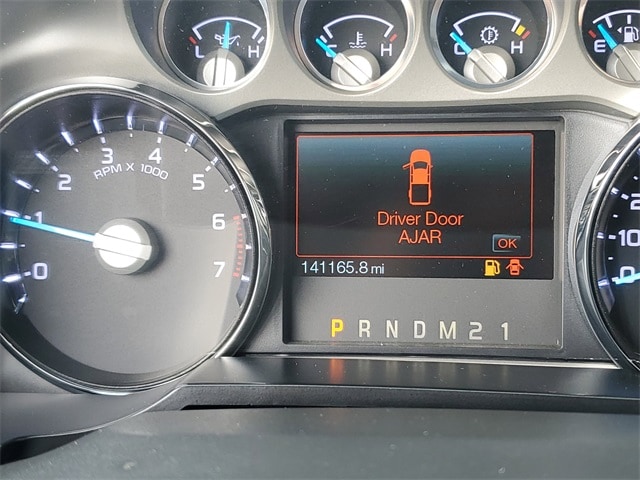 L H
C H
C H
E
3 4
2 5
RPM X 1000
1 6
0 7
Driver Door
AJAR
OK
141165.8 mi
P R N D M 2 1
10
0